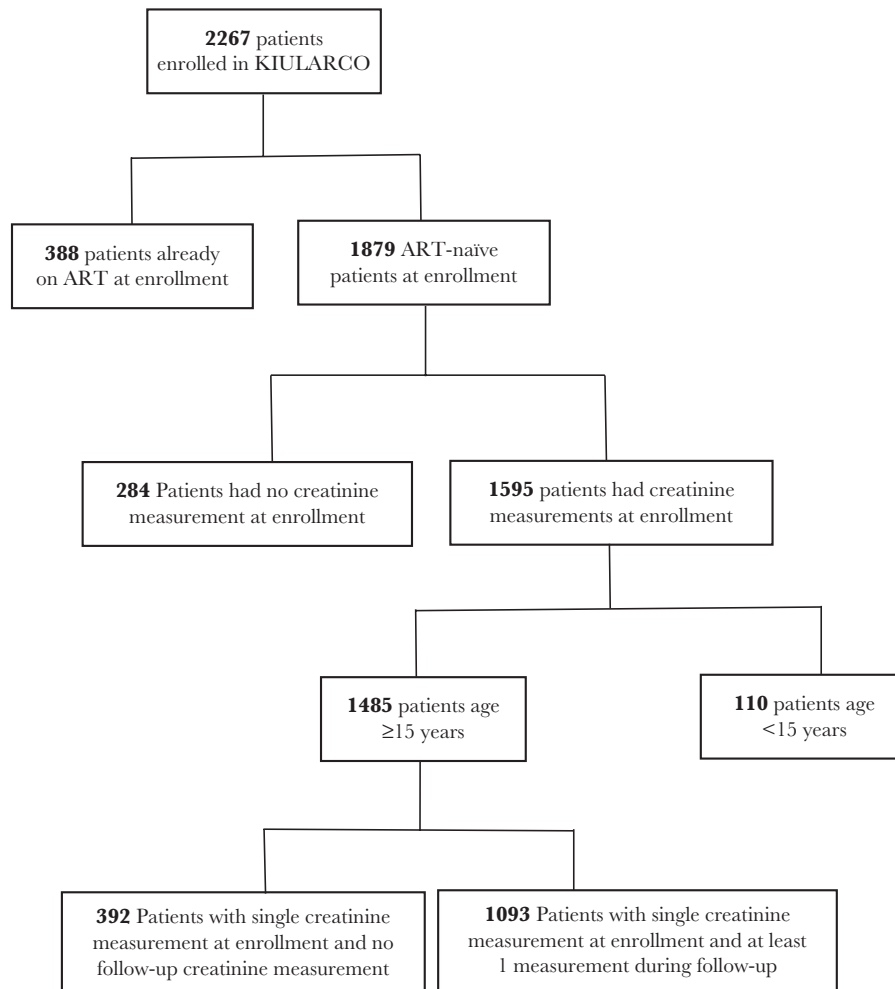 2267 patients
enrolled in KIULARCO
388 patients already
on ART at enrollment
1879 ART-naïve
patients at enrollment
284 Patients had no creatinine
measurement at enrollment
1595 patients had creatinine
measurements at enrollment
1485 patients age
≥15 years
110 patients age
<15 years
392 Patients with single creatinine
measurement at enrollment and no
follow-up creatinine measurement
1093 Patients with single creatinine
measurement at enrollment and at least
1 measurement during follow-up